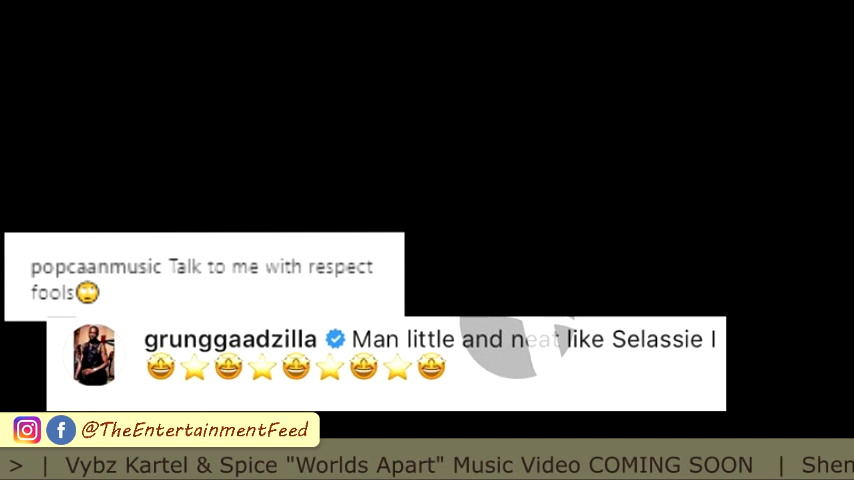 popcaanmusic Talk to me with respect
fools🙄
grunggaadzilla Man little and neat like Selassie I
🤩⭐🤩⭐🤩⭐🤩⭐🤩
@TheEntertainmentFeed
> | Vybz Kartel & Spice "Worlds Apart" Music Video COMING SOON | Shen